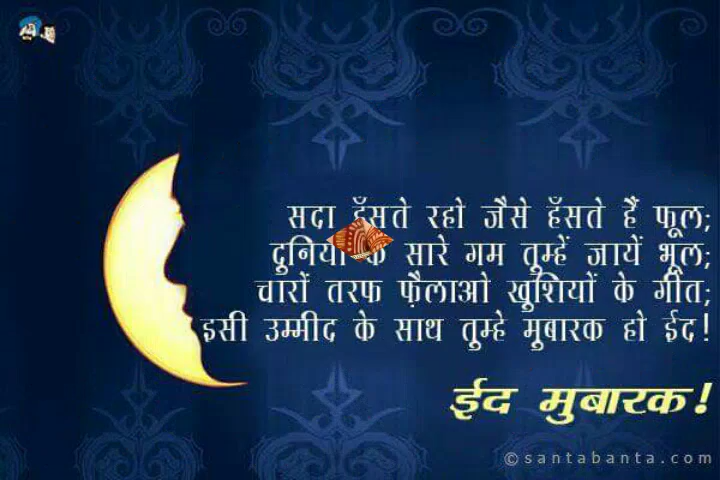 सदा हँसते रहो जैसे हँसते हैं फूल;
दुनिया के सारे गम तुम्हें जायें भूल;
चारों तरफ फ़ैलाओ खुशियों के गीत;
इसी उम्मीद के साथ तुम्हे मुबारक हो ईद!
ईद मुबारक!
© santabanta.com